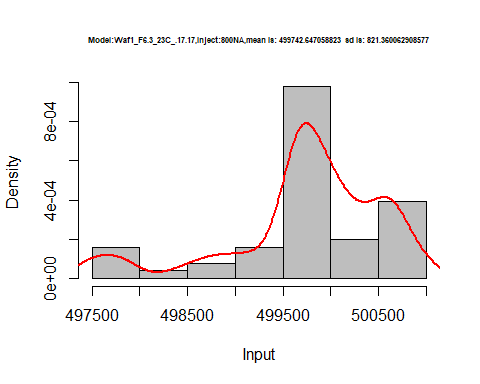 Model:Waf1_F6.3_23C_.17.17,Inject:800NA,mean is: 499742.647058823 sd is: 821.360062908577
8e-04
4e-04
0e+00
Density
497500 498500 499500 500500
Input